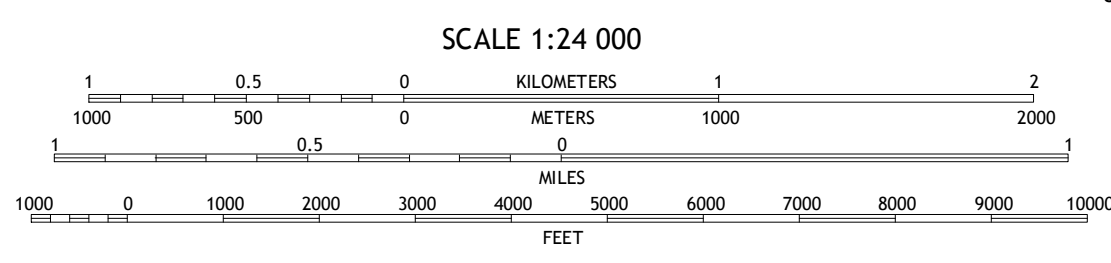 SCALE 1:24 000
1 0.5 0 KILOMETERS 1 2
1000 500 0 METERS 1000 2000
1 0.5 0 1
MILES
1000 0 1000 2000 3000 4000 5000 6000 7000 8000 9000 10000
FEET